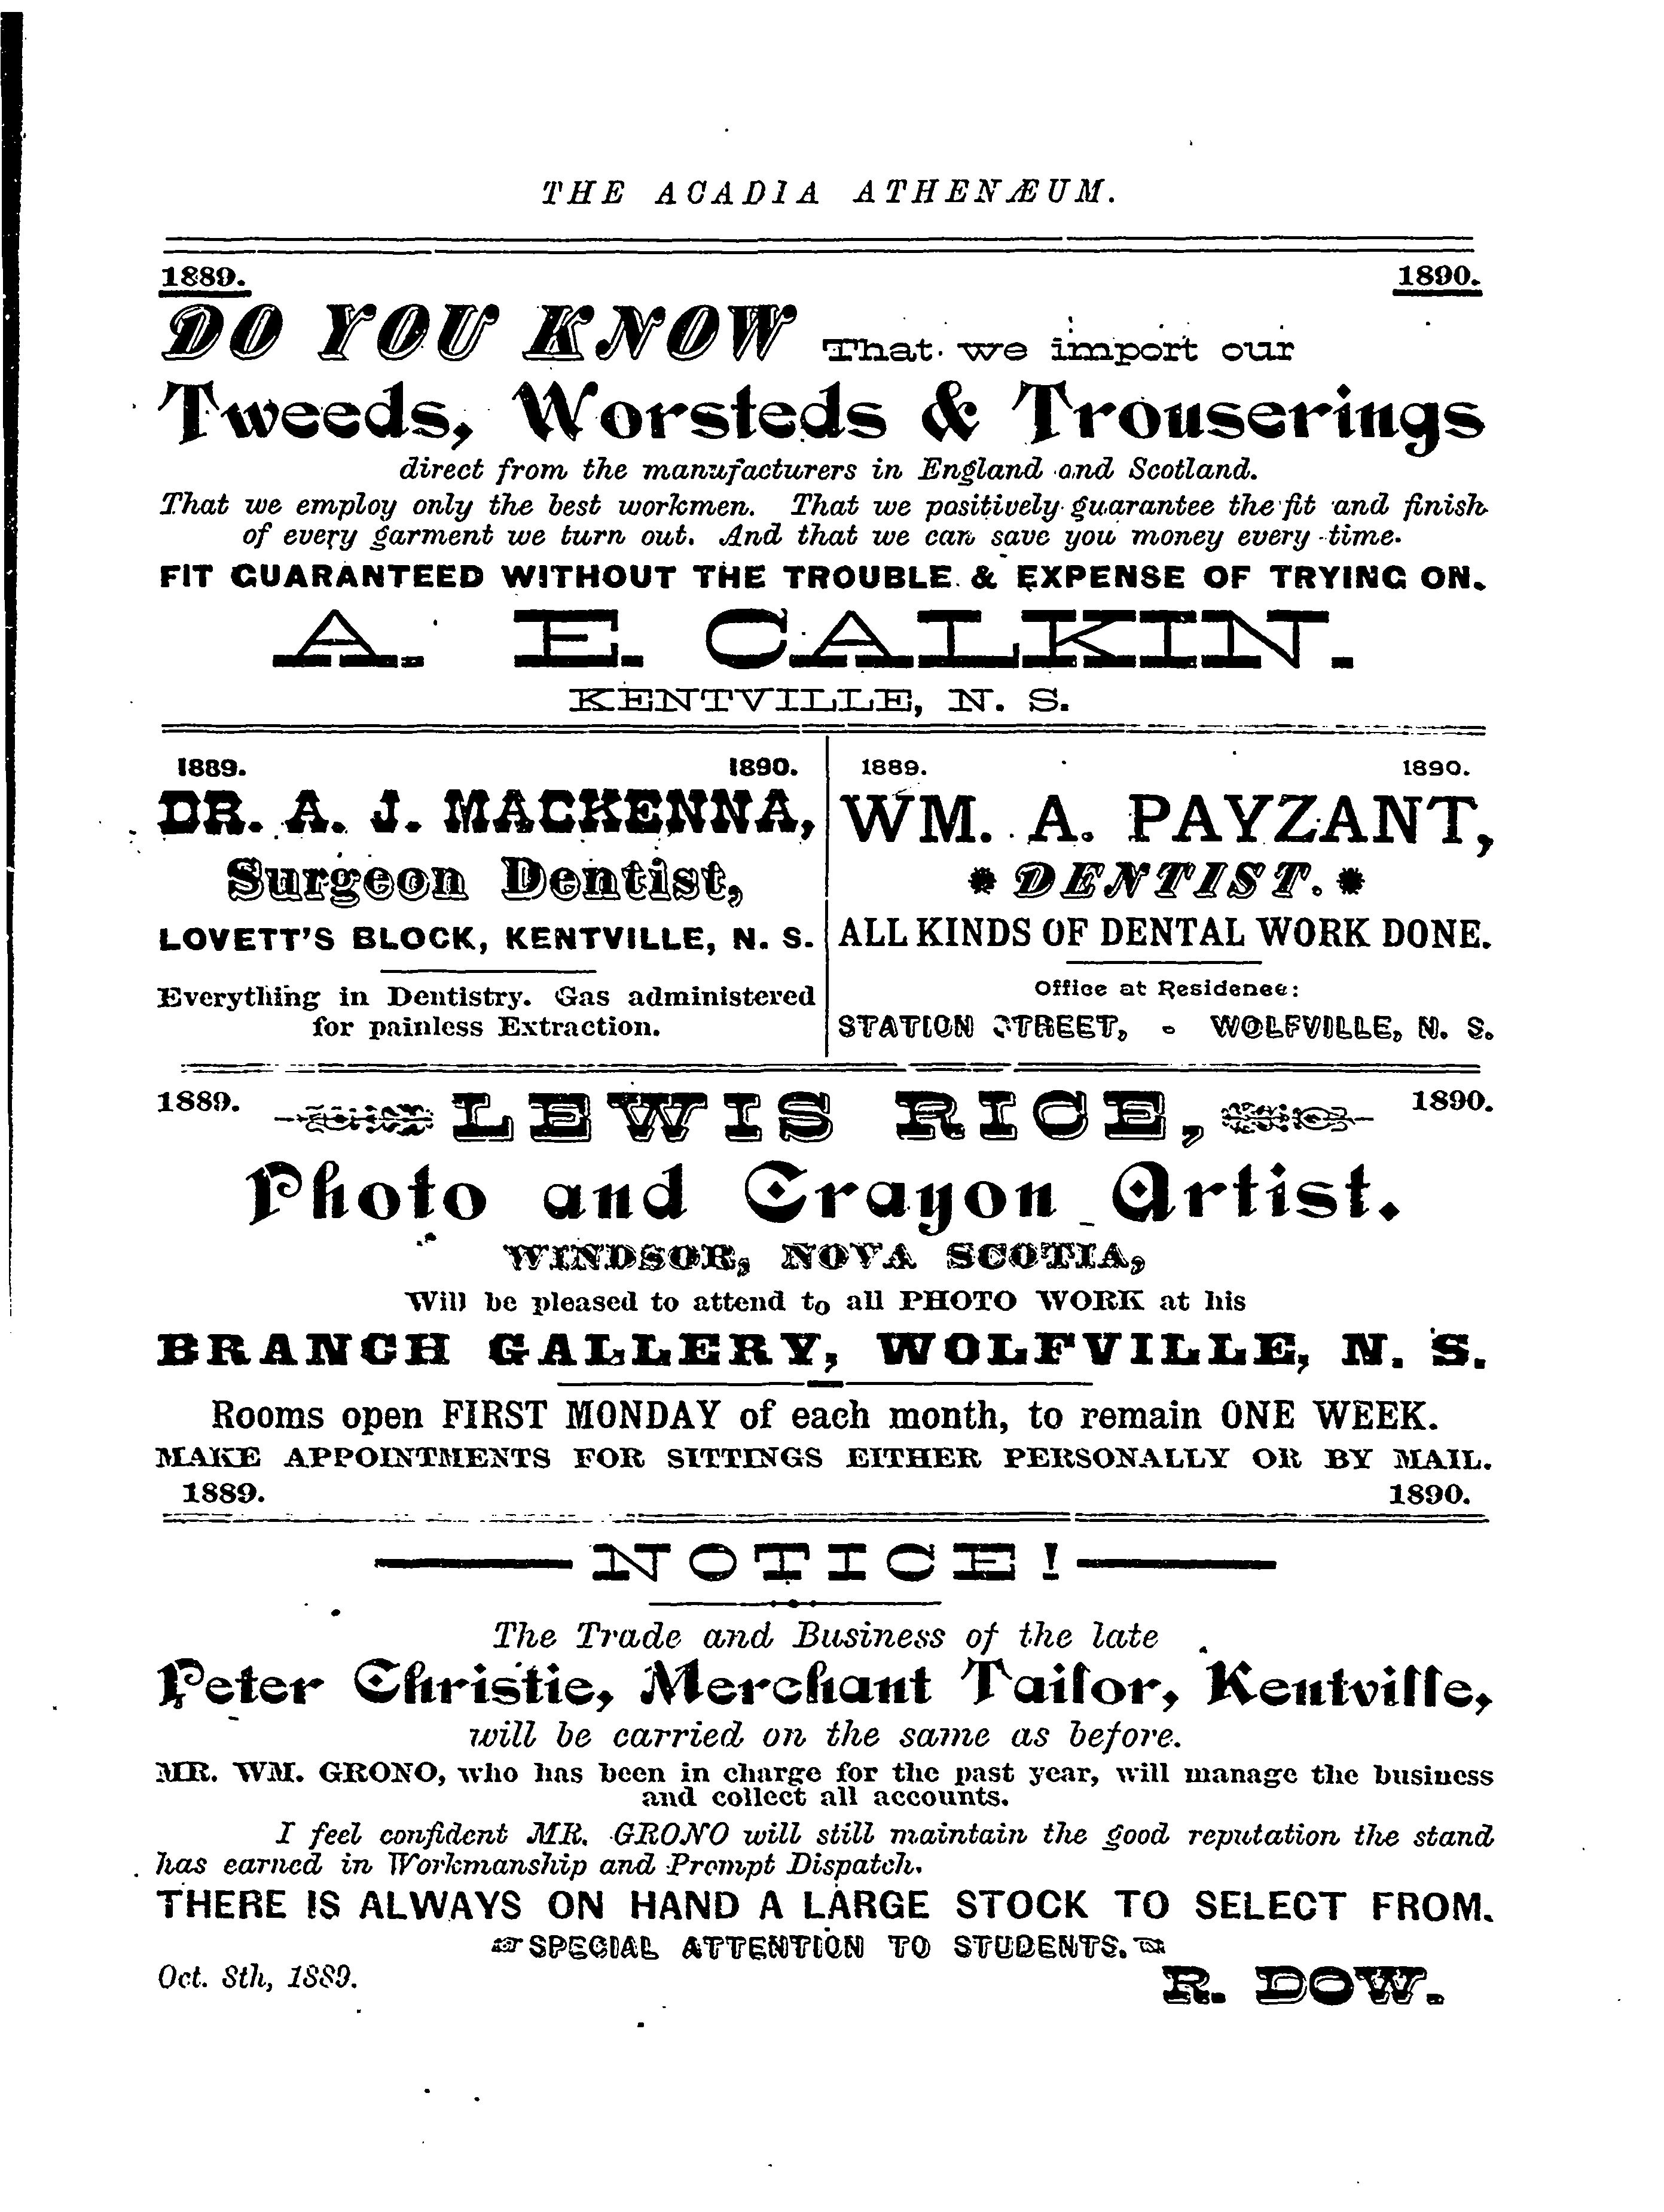 THE ACADIA ATHENÆUM.
1889. 1890.
DO YOU KNOW That we import our
Tweeds, Worsteds & Trouserings
direct from the manufacturers in England and Scotland.
That we employ only the best workmen. That we positively guarantee the fit and finish
of every garment we turn out. And that we can save you money every time.
FIT GUARANTEED WITHOUT THE TROUBLE & EXPENSE OF TRYING ON.
A. E. CALKIN.
KENTVILLE, N. S.
1889. 1890.
DR. A. J. MACKENNA,
Surgeon Dentist,
LOVETT'S BLOCK, KENTVILLE, N. S.
Everything in Dentistry. Gas administered
for painless Extraction.
1889. 1890.
WM. A. PAYZANT,
DENTIST.
ALL KINDS OF DENTAL WORK DONE.
Office at Residence:
STATION STREET, - WOLFVILLE, N. S.
1889. LEWIS RICE, 1890.
Photo and Crayon Artist.
WINDSOR, NOVA SCOTIA,
Will be pleased to attend to all PHOTO WORK at his
BRANCH GALLERY, WOLFVILLE, N. S.
Rooms open FIRST MONDAY of each month, to remain ONE WEEK.
MAKE APPOINTMENTS FOR SITTINGS EITHER PERSONALLY OR BY MAIL.
1889. 1890.
NOTICE!
The Trade and Business of the late
Peter Christie, Merchant Tailor, Kentville,
will be carried on the same as before.
MR. WM. GRONO, who has been in charge for the past year, will manage the business
and collect all accounts.
I feel confident MR. GRONO will still maintain the good reputation the stand
has earned in Workmanship and Prompt Dispatch.
THERE IS ALWAYS ON HAND A LARGE STOCK TO SELECT FROM.
SPECIAL ATTENTION TO STUDENTS.
Oct. 8th, 1889. R. DOW.